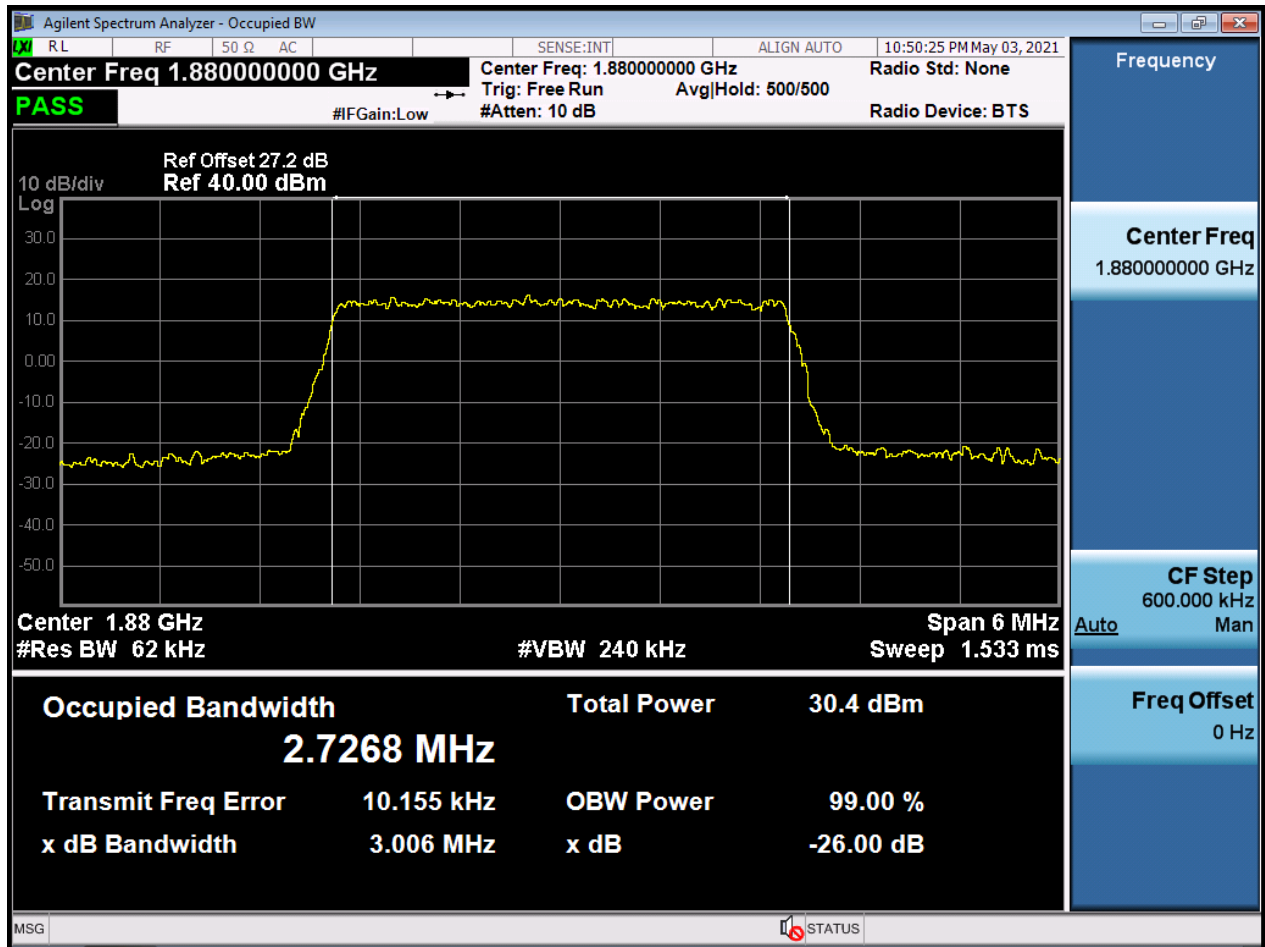 Agilent Spectrum Analyzer - Occupied BW
LXI RL RF 50 Ω AC SENSE:INT ALIGN AUTO 10:50:25 PM May 03, 2021
Center Freq 1.880000000 GHz
Center Freq: 1.880000000 GHz
Radio Std: None
Trig: Free Run Avg|Hold: 500/500
PASS
#IFGain:Low
#Atten: 10 dB
Radio Device: BTS
Ref Offset 27.2 dB
10 dB/div Ref 40.00 dBm
Log
30.0
20.0
10.0
0.00
-10.0
-20.0
-30.0
-40.0
-50.0
Center 1.88 GHz Span 6 MHz
#Res BW 62 kHz #VBW 240 kHz Sweep 1.533 ms
Occupied Bandwidth Total Power 30.4 dBm
2.7268 MHz
Transmit Freq Error 10.155 kHz OBW Power 99.00 %
x dB Bandwidth 3.006 MHz x dB -26.00 dB
Frequency
Center Freq
1.880000000 GHz
CF Step
600.000 kHz
Auto Man
Freq Offset
0 Hz
MSG STATUS